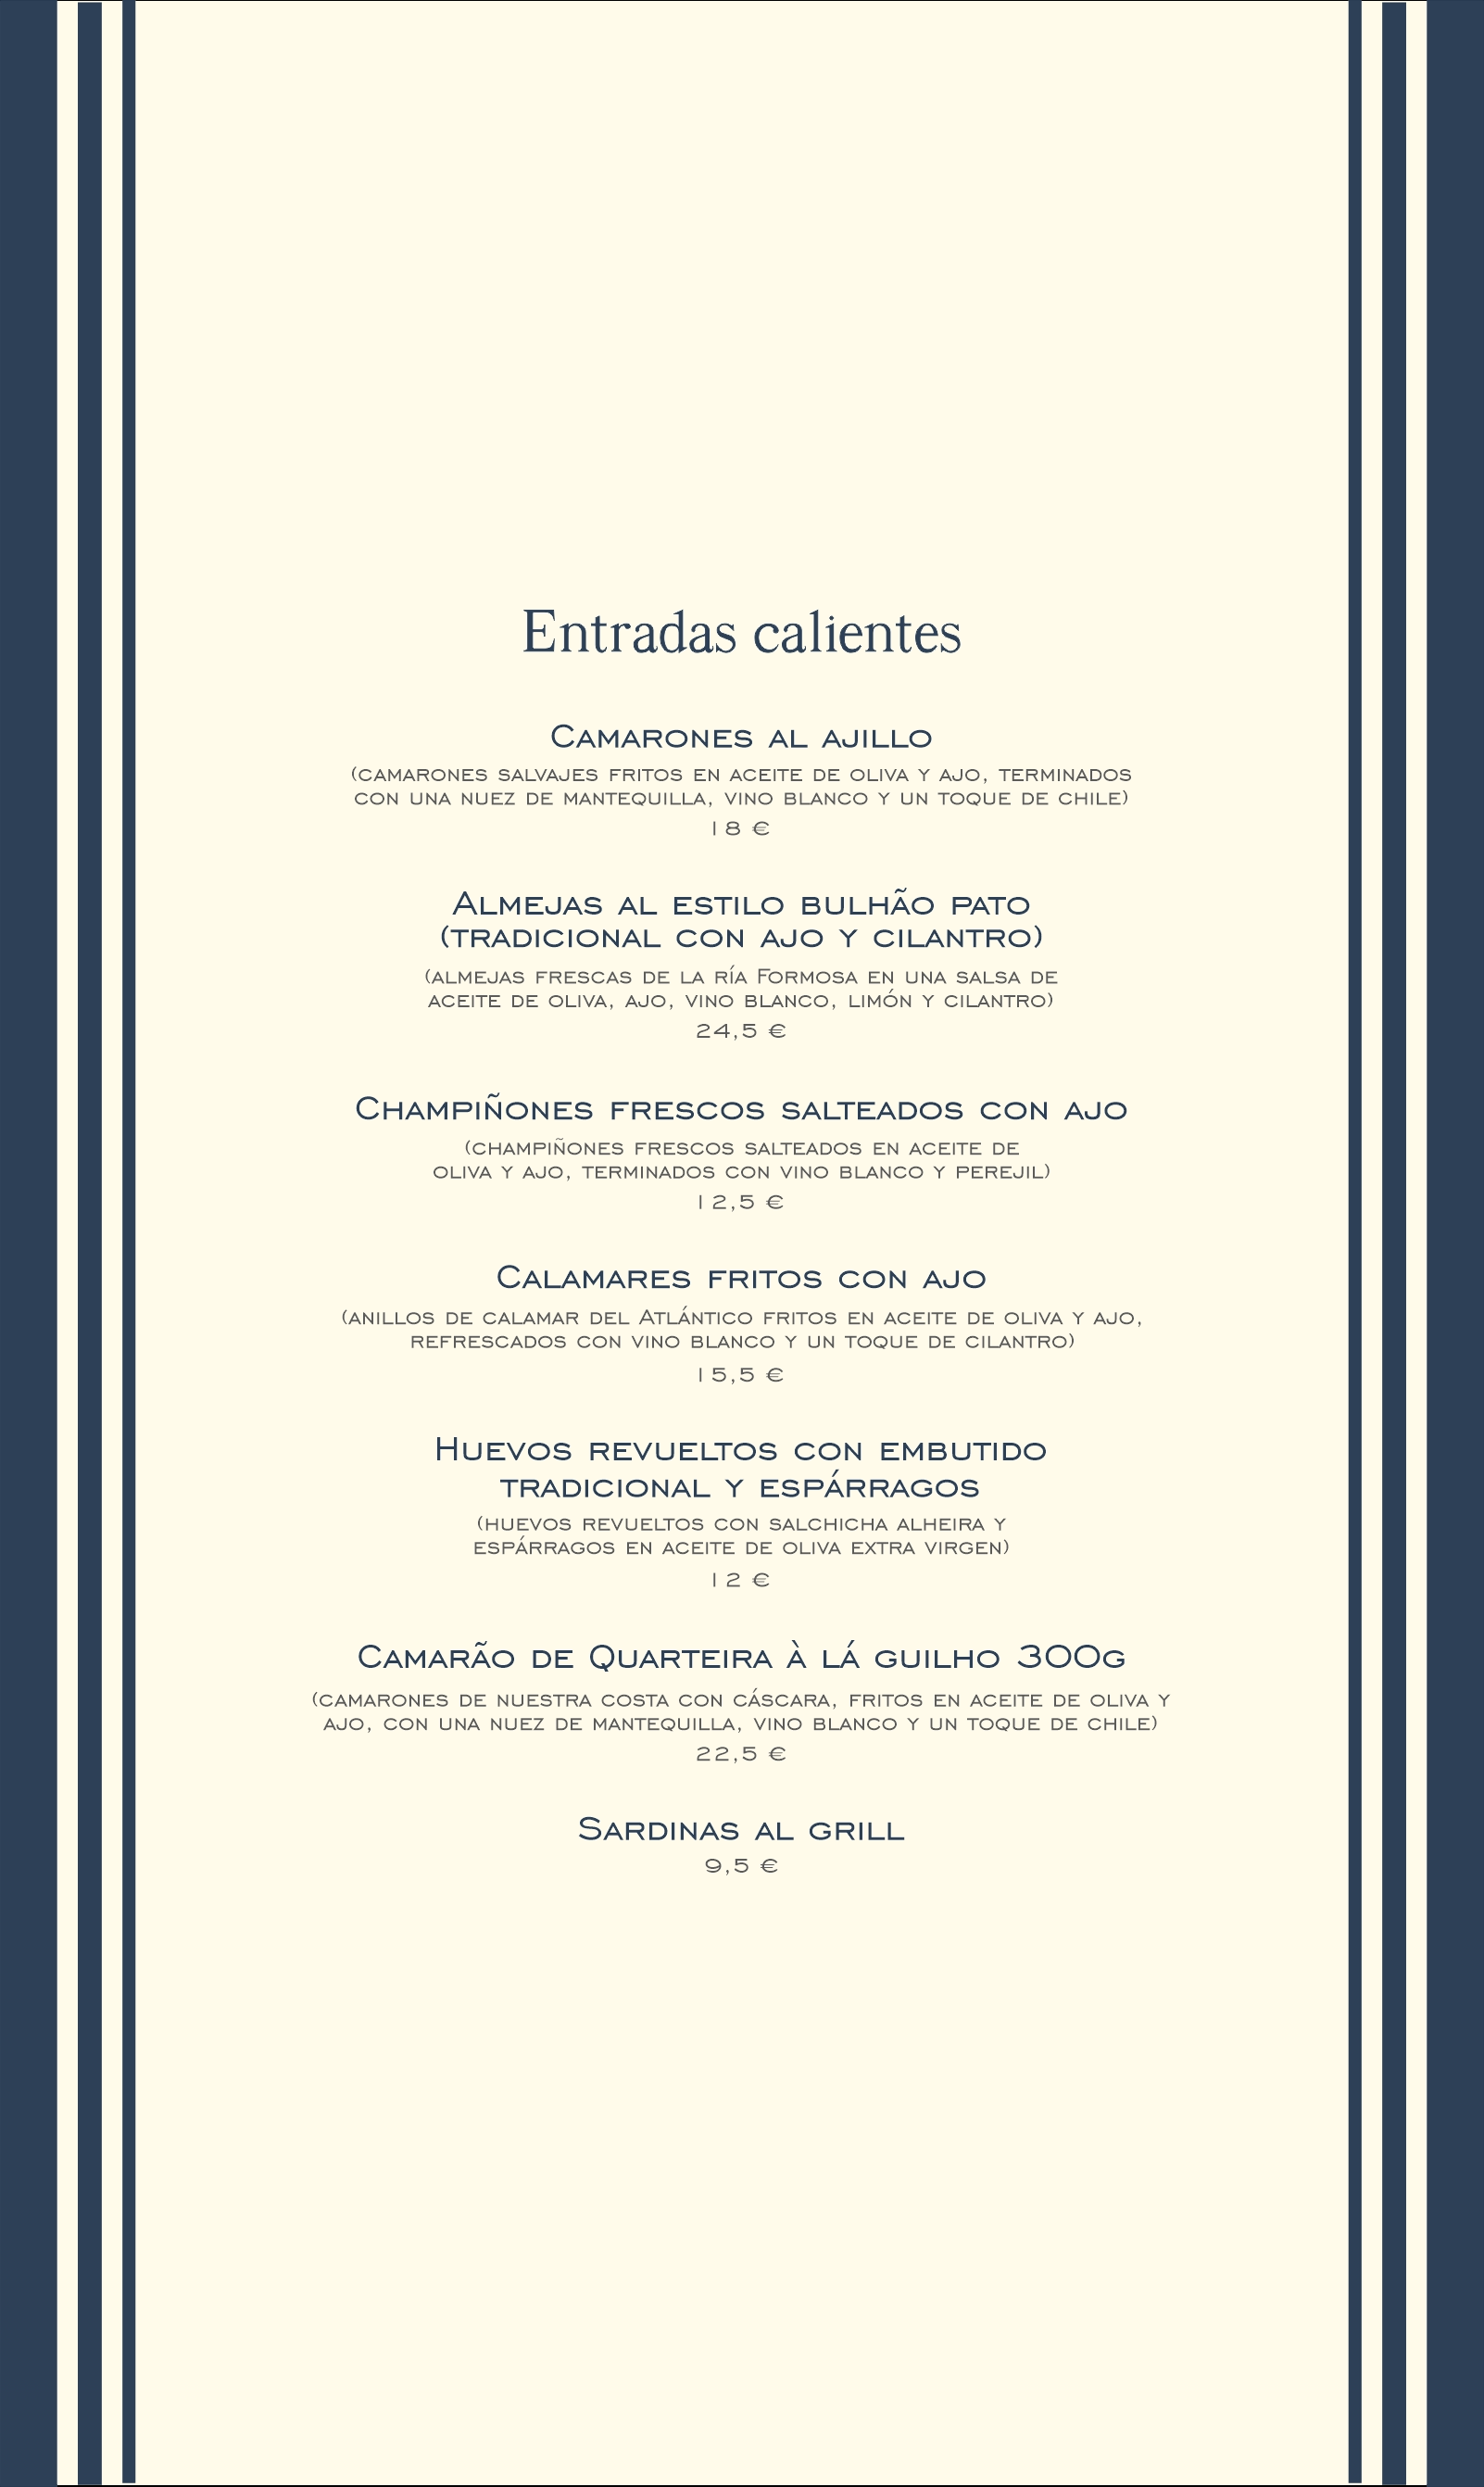 Entradas calientes
Camarones al ajillo
(camarones salvajes fritos en aceite de oliva y ajo, terminados
con una nuez de mantequilla, vino blanco y un toque de chile)
18 €
Almejas al estilo bulhão pato
(tradicional con ajo y cilantro)
(almejas frescas de la ría Formosa en una salsa de
aceite de oliva, ajo, vino blanco, limón y cilantro)
24,5 €
Champiñones frescos salteados con ajo
(champiñones frescos salteados en aceite de
oliva y ajo, terminados con vino blanco y perejil)
12,5 €
Calamares fritos con ajo
(anillos de calamar del Atlántico fritos en aceite de oliva y ajo,
refrescados con vino blanco y un toque de cilantro)
15,5 €
Huevos revueltos con embutido
tradicional y espárragos
(huevos revueltos con salchicha alheira y
espárragos en aceite de oliva extra virgen)
12 €
Camarão de Quarteira à lá guilho 300g
(camarones de nuestra costa con cáscara, fritos en aceite de oliva y
ajo, con una nuez de mantequilla, vino blanco y un toque de chile)
22,5 €
Sardinas al grill
9,5 €